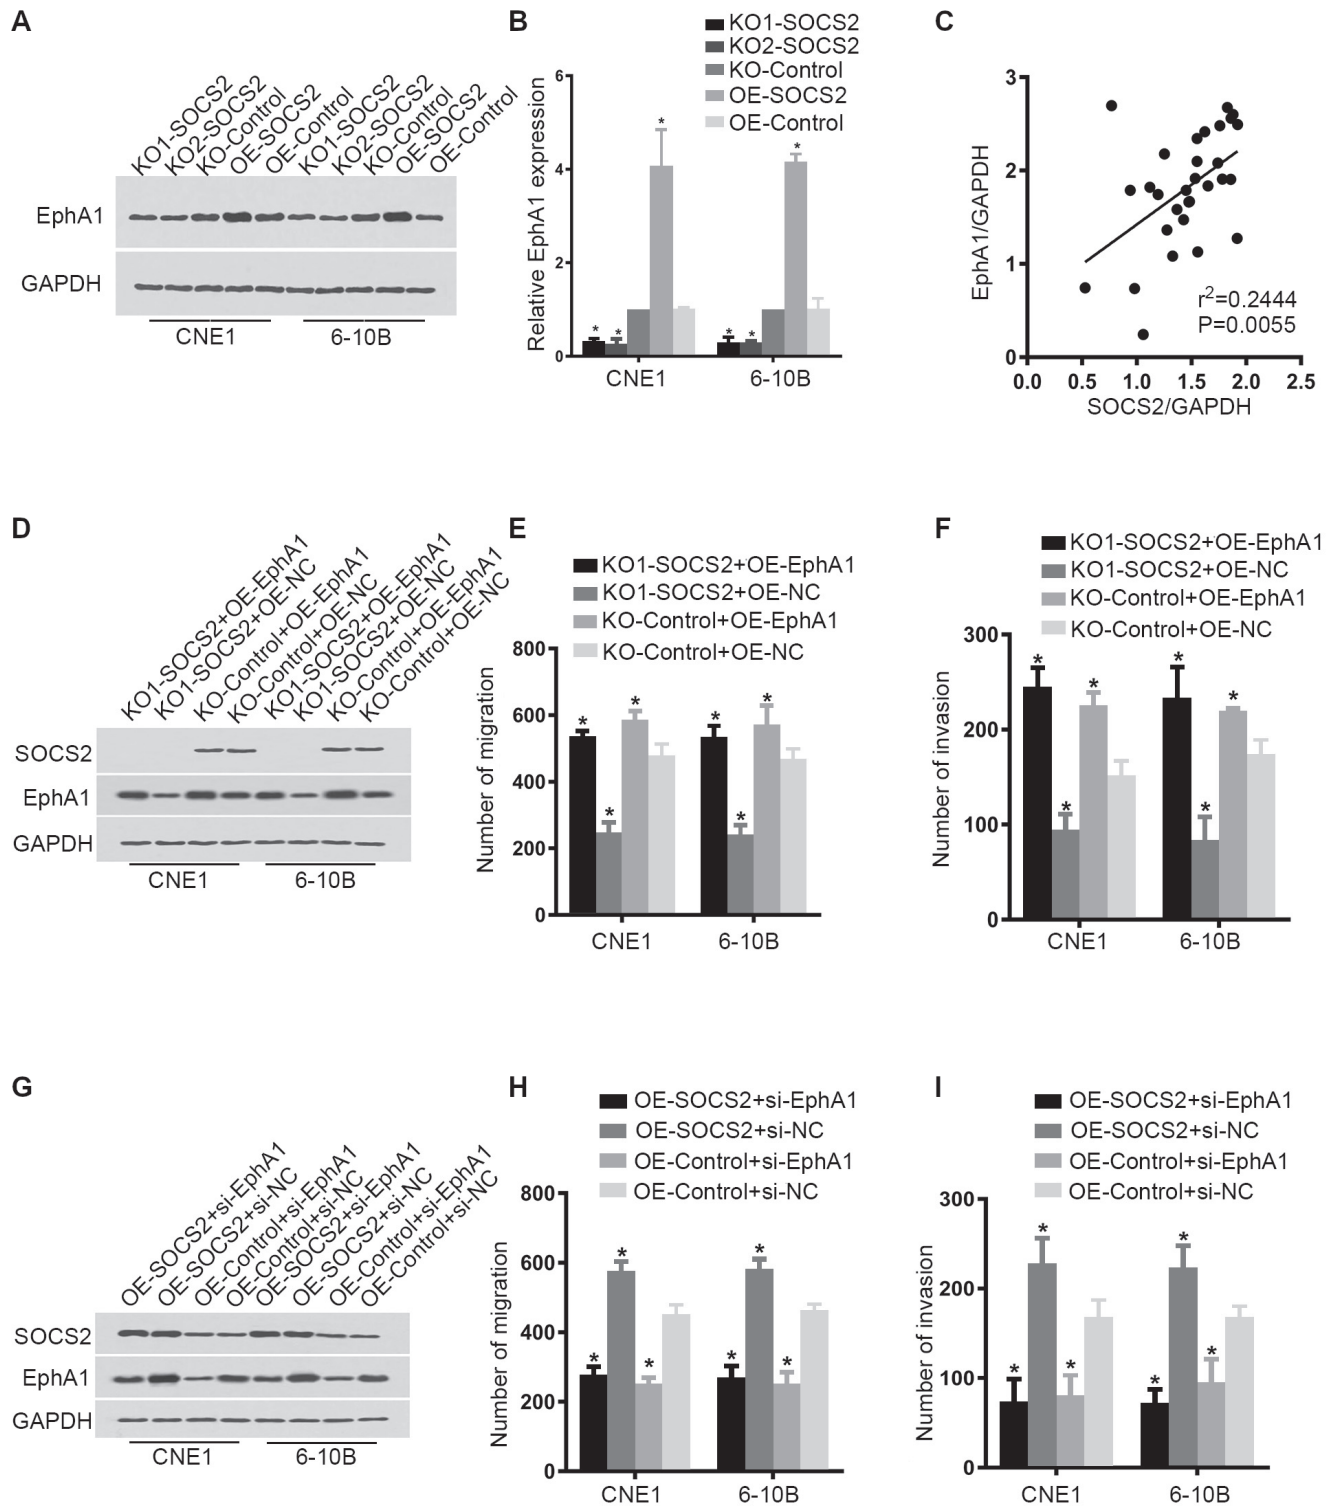 A
KO1-SOCS2
KO2-SOCS2
KO-Control
OE-SOCS2
OE-Control
KO1-SOCS2
KO2-SOCS2
KO-Control
OE-SOCS2
OE-Control
EphA1
GAPDH
CNE1
6-10B
B
KO1-SOCS2
KO2-SOCS2
KO-Control
OE-SOCS2
OE-Control
Relative EphA1 expression
6
4
2
0
* * * * * *
CNE1
6-10B
C
EphA1/GAPDH
3
2
1
0
r2=0.2444
P=0.0055
0.0 0.5 1.0 1.5 2.0 2.5
SOCS2/GAPDH
D
KO1-SOCS2+OE-EphA1
KO1-SOCS2+OE-NC
KO-Control+OE-EphA1
KO-Control+OE-NC
KO1-SOCS2+OE-EphA1
KO1-SOCS2+OE-NC
KO-Control+OE-EphA1
KO-Control+OE-NC
SOCS2
EphA1
GAPDH
CNE1
6-10B
E
KO1-SOCS2+OE-EphA1
KO1-SOCS2+OE-NC
KO-Control+OE-EphA1
KO-Control+OE-NC
Number of migration
800
600
400
200
0
* * * * * *
CNE1
6-10B
F
KO1-SOCS2+OE-EphA1
KO1-SOCS2+OE-NC
KO-Control+OE-EphA1
KO-Control+OE-NC
Number of invasion
300
200
100
0
* * * * * *
CNE1
6-10B
G
OE-SOCS2+si-EphA1
OE-SOCS2+si-NC
OE-Control+si-EphA1
OE-Control+si-NC
OE-SOCS2+si-EphA1
OE-SOCS2+si-NC
OE-Control+si-EphA1
OE-Control+si-NC
SOCS2
EphA1
GAPDH
CNE1
6-10B
H
OE-SOCS2+si-EphA1
OE-SOCS2+si-NC
OE-Control+si-EphA1
OE-Control+si-NC
Number of migration
800
600
400
200
0
* * * * * *
CNE1
6-10B
I
OE-SOCS2+si-EphA1
OE-SOCS2+si-NC
OE-Control+si-EphA1
OE-Control+si-NC
Number of invasion
300
200
100
0
* * * * * *
CNE1
6-10B